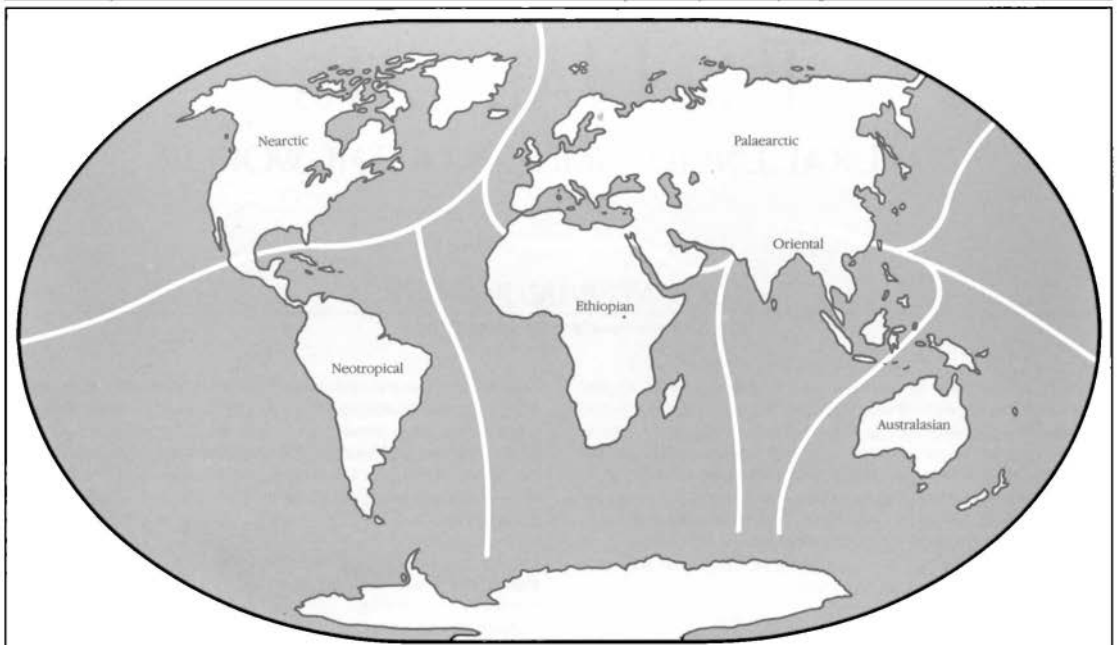 Nearctic
Palaearctic
Oriental
Ethiopian
Neotropical
Australasian